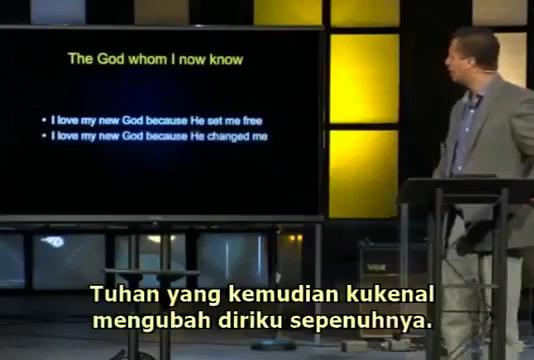 The God whom I now know
• I love my new God because He set me free
• I love my new God because He changed me
VOX
Tuhan yang kemudian kukenal
mengubah diriku sepenuhnya.